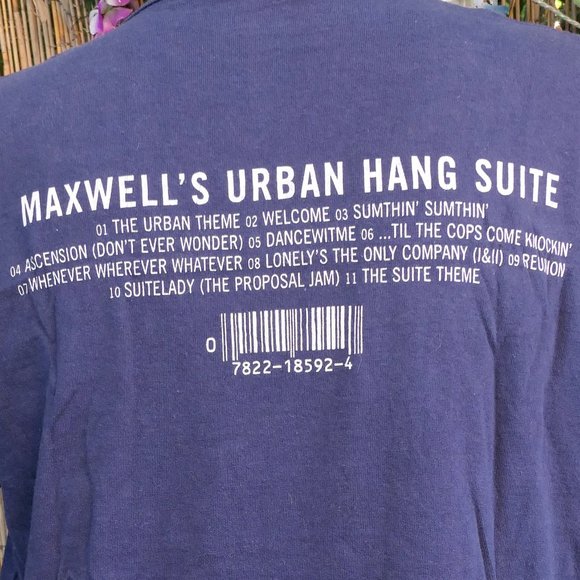 MAXWELL'S URBAN HANG SUITE
01 THE URBAN THEME 02 WELCOME 03 SUMTHIN' SUMTHIN'
04 ASCENSION (DON'T EVER WONDER) 05 DANCEWITME 06 ...TIL THE COPS COME KNOCKIN'
07 WHENEVER WHEREVER WHATEVER 08 LONELY'S THE ONLY COMPANY (I&II) 09 REUNION
10 SUITELADY (THE PROPOSAL JAM) 11 THE SUITE THEME
0
7822-18592-4